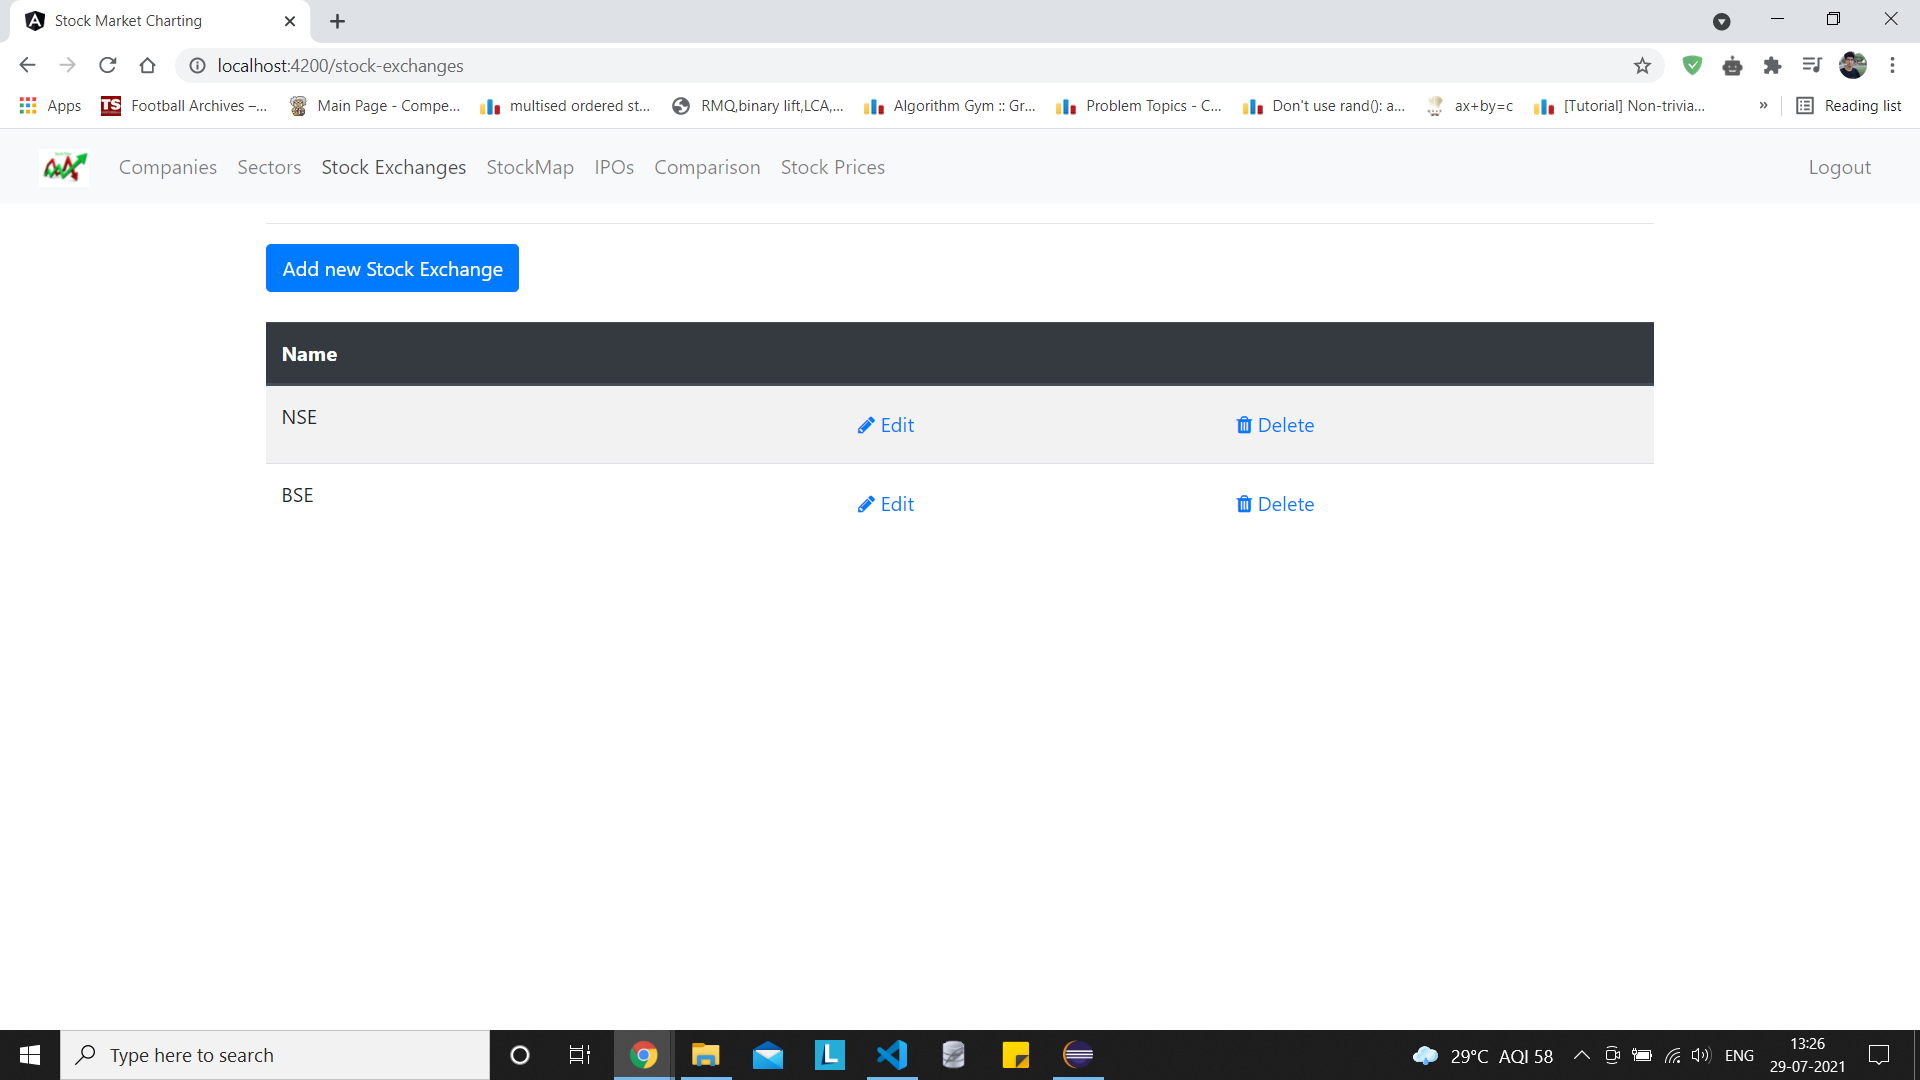 Stock Market Charting
localhost:4200/stock-exchanges
Apps TS Football Archives –... Main Page - Compe... multised ordered st... RMQ,binary lift,LCA,... Algorithm Gym :: Gr... Problem Topics - C... Don't use rand(): a... ax+by=c [Tutorial] Non-trivia... » Reading list
Companies Sectors Stock Exchanges StockMap IPOs Comparison Stock Prices Logout
Add new Stock Exchange
Name
NSE Edit Delete
BSE Edit Delete
Type here to search L 29°C AQI 58 ENG 13:26
29-07-2021